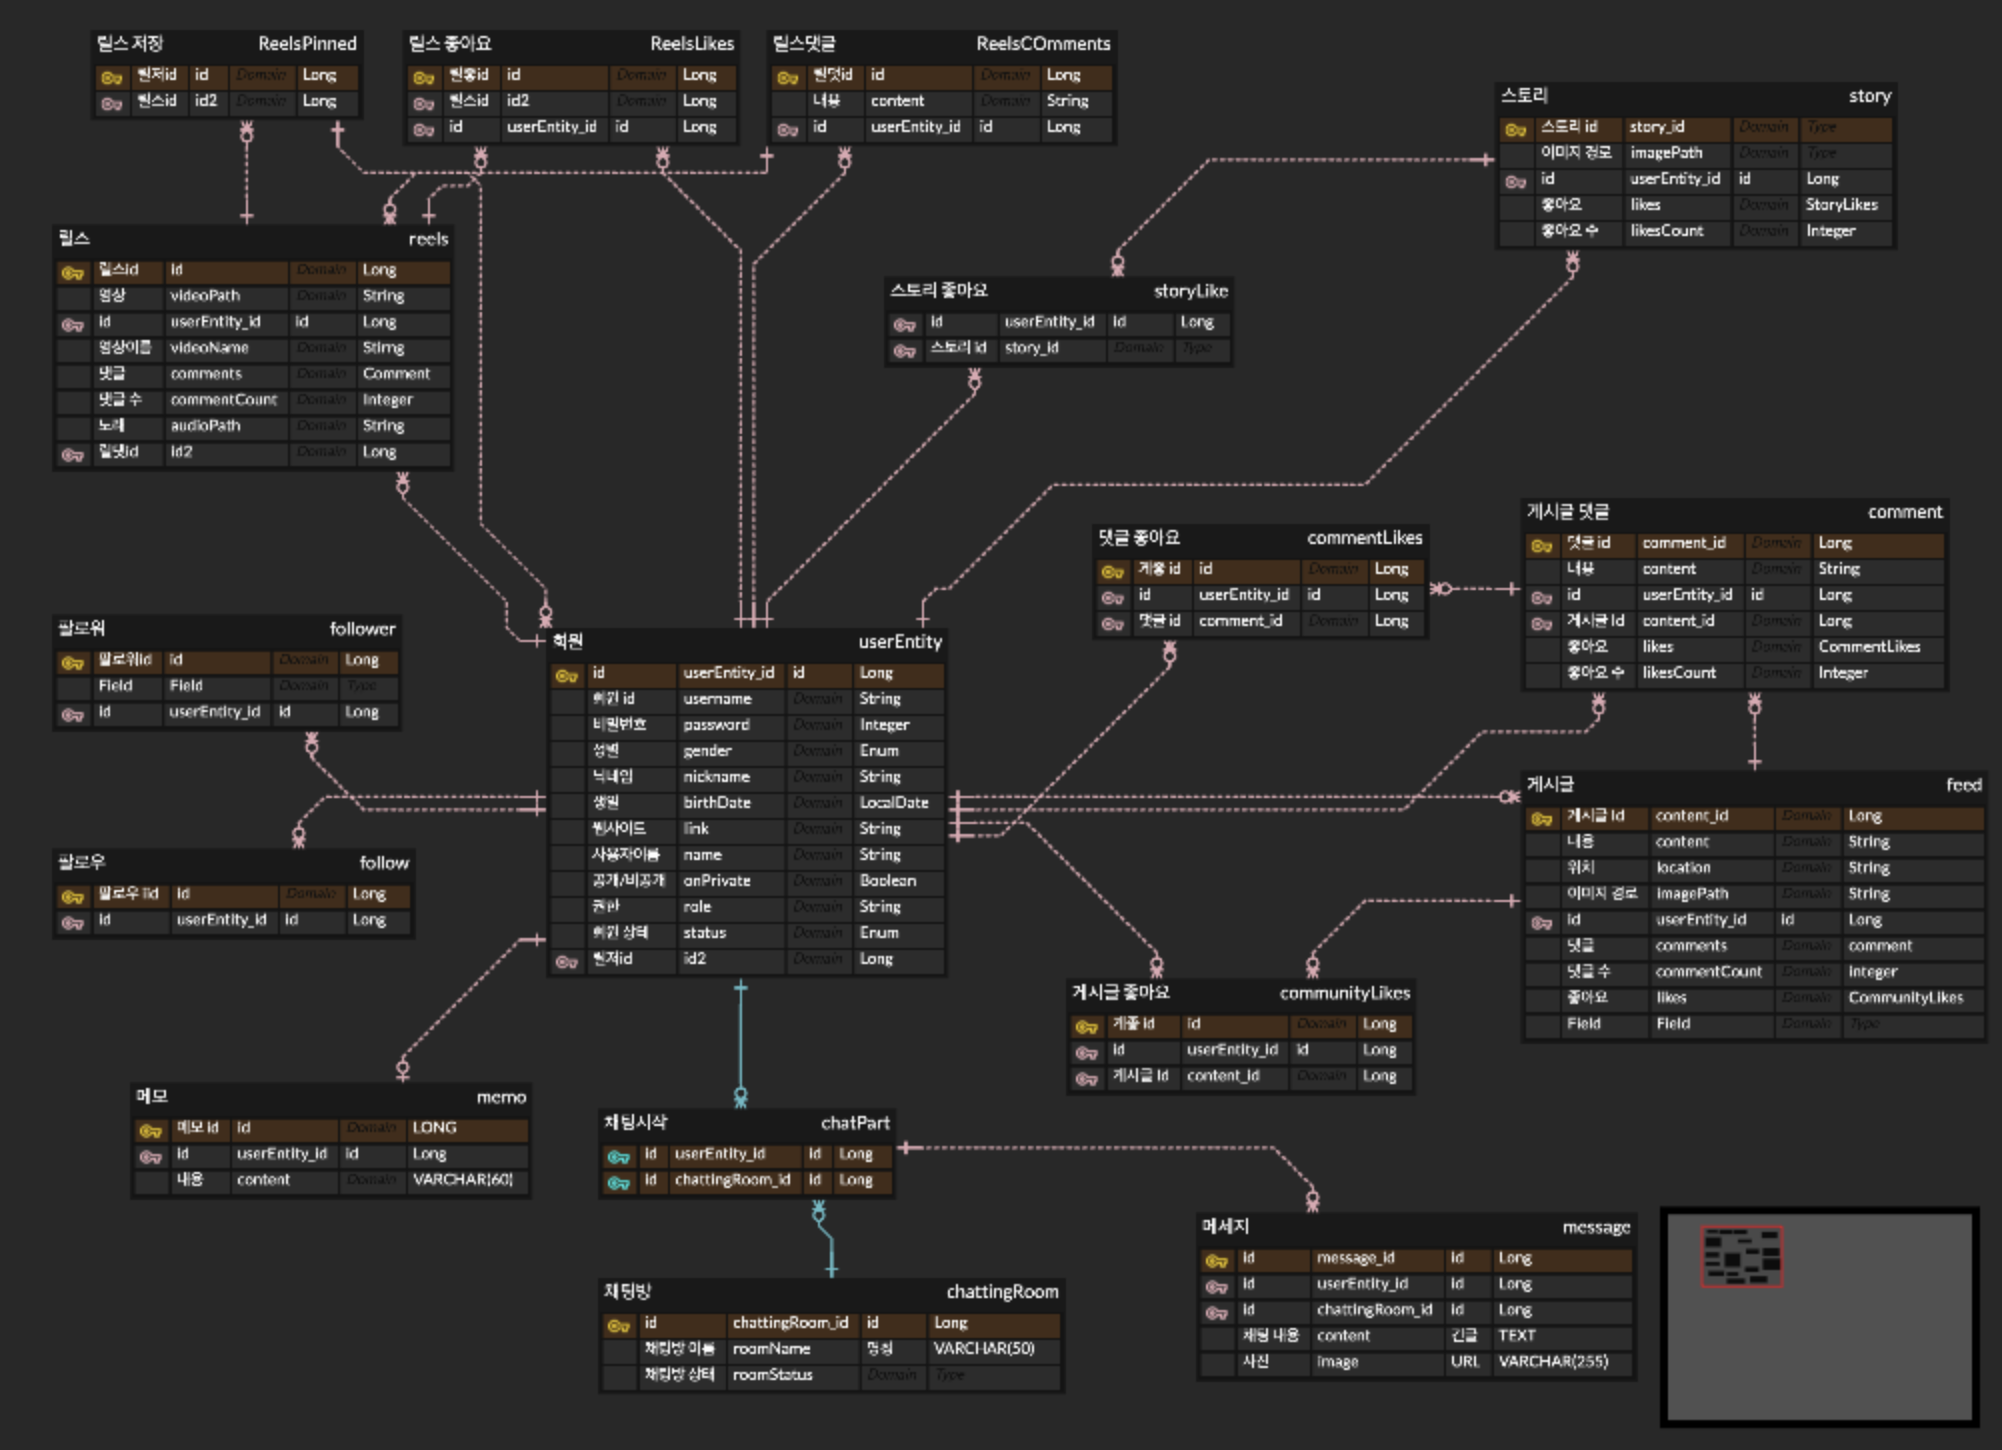 릴스 저장 ReelsPinned
릴저id id Domain Long
릴스id id2 Domain Long
릴스 좋아요 ReelsLikes
릴좋id id Domain Long
릴스id id2 Domain Long
id userEntity_id id Long
릴스댓글 ReelsCOmments
릴댓id id Domain Long
내용 content Domain String
id userEntity_id id Long
스토리 story
스토리 id story_id Domain Type
이미지 경로 imagePath Domain Type
id userEntity_id id Long
좋아요 likes Domain StoryLikes
좋아요 수 likesCount Domain Integer
릴스 reels
릴스id id Domain Long
영상 videoPath Domain String
id userEntity_id id Long
영상이름 videoName Domain Stirng
댓글 comments Domain Comment
댓글 수 commentCount Domain Integer
노래 audioPath Domain String
릴댓id id2 Domain Long
스토리 좋아요 storyLike
id userEntity_id id Long
스토리 id story_id Domain Type
댓글 좋아요 commentLikes
게좋 id id Domain Long
id userEntity_id id Long
댓글 id comment_id Domain Long
게시글 댓글 comment
댓글 id comment_id Domain Long
내용 content Domain String
id userEntity_id id Long
게시글 id content_id Domain Long
좋아요 likes Domain CommentLikes
좋아요 수 likesCount Domain Integer
팔로워 follower
팔로워id id Domain Long
Field Field Domain Type
id userEntity_id id Long
회원 userEntity
id userEntity_id id Long
회원 id username Domain String
비밀번호 password Domain Integer
성별 gender Domain Enum
닉네임 nickname Domain String
생일 birthDate Domain LocalDate
웹사이트 link Domain String
사용자이름 name Domain String
공개/비공개 onPrivate Domain Boolean
권한 role Domain String
회원 상태 status Domain Enum
릴저id id2 Domain Long
게시글 feed
게시글 id content_id Domain Long
내용 content Domain String
위치 location Domain String
이미지 경로 imagePath Domain String
id userEntity_id id Long
댓글 comments Domain comment
댓글 수 commentCount Domain Integer
좋아요 likes Domain CommunityLikes
Field Field Domain Type
팔로우 follow
팔로우 iid id Domain Long
id userEntity_id id Long
게시글 좋아요 communityLikes
게좋 id id Domain Long
id userEntity_id id Long
게시글 id content_id Domain Long
메모 memo
메모 id id Domain LONG
id userEntity_id id Long
내용 content Domain VARCHAR(60)
채팅시작 chatPart
id userEntity_id id Long
id chattingRoom_id id Long
메세지 message
id message_id id Long
id userEntity_id id Long
id chattingRoom_id id Long
채팅 내용 content 긴글 TEXT
사진 image URL VARCHAR(255)
채팅방 chattingRoom
id chattingRoom_id id Long
채팅방 이름 roomName 명칭 VARCHAR(50)
채팅방 상태 roomStatus Domain Type